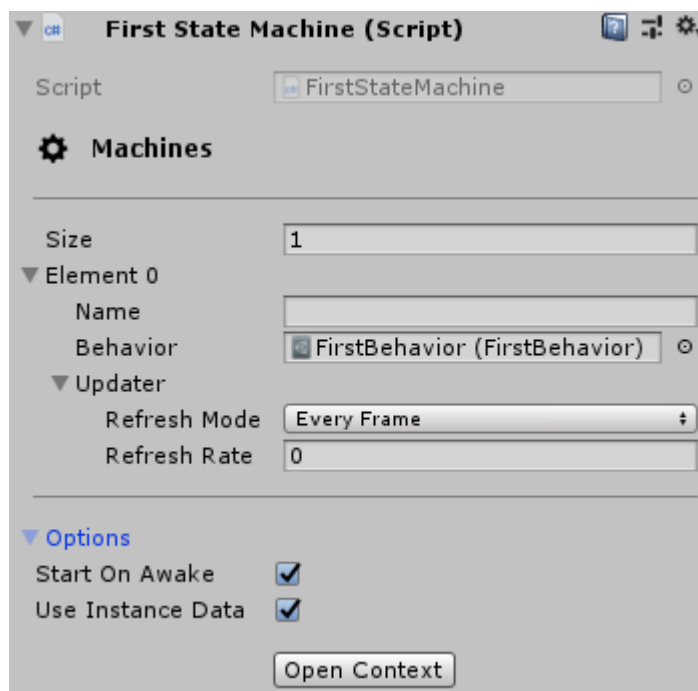 First State Machine (Script)
Script FirstStateMachine
Machines
Size 1
Element 0
Name
Behavior FirstBehavior (FirstBehavior)
Updater
Refresh Mode Every Frame
Refresh Rate 0
Options
Start On Awake
Use Instance Data
Open Context